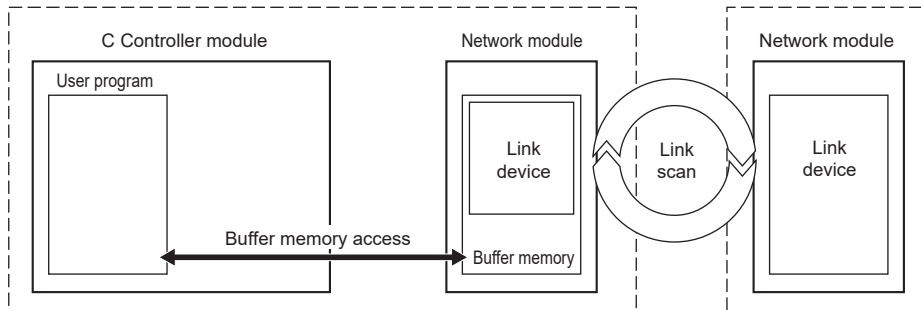 C Controller module
Network module
Network module
User program
Link
device
Link
scan
Link
device
Buffer memory access
Buffer memory